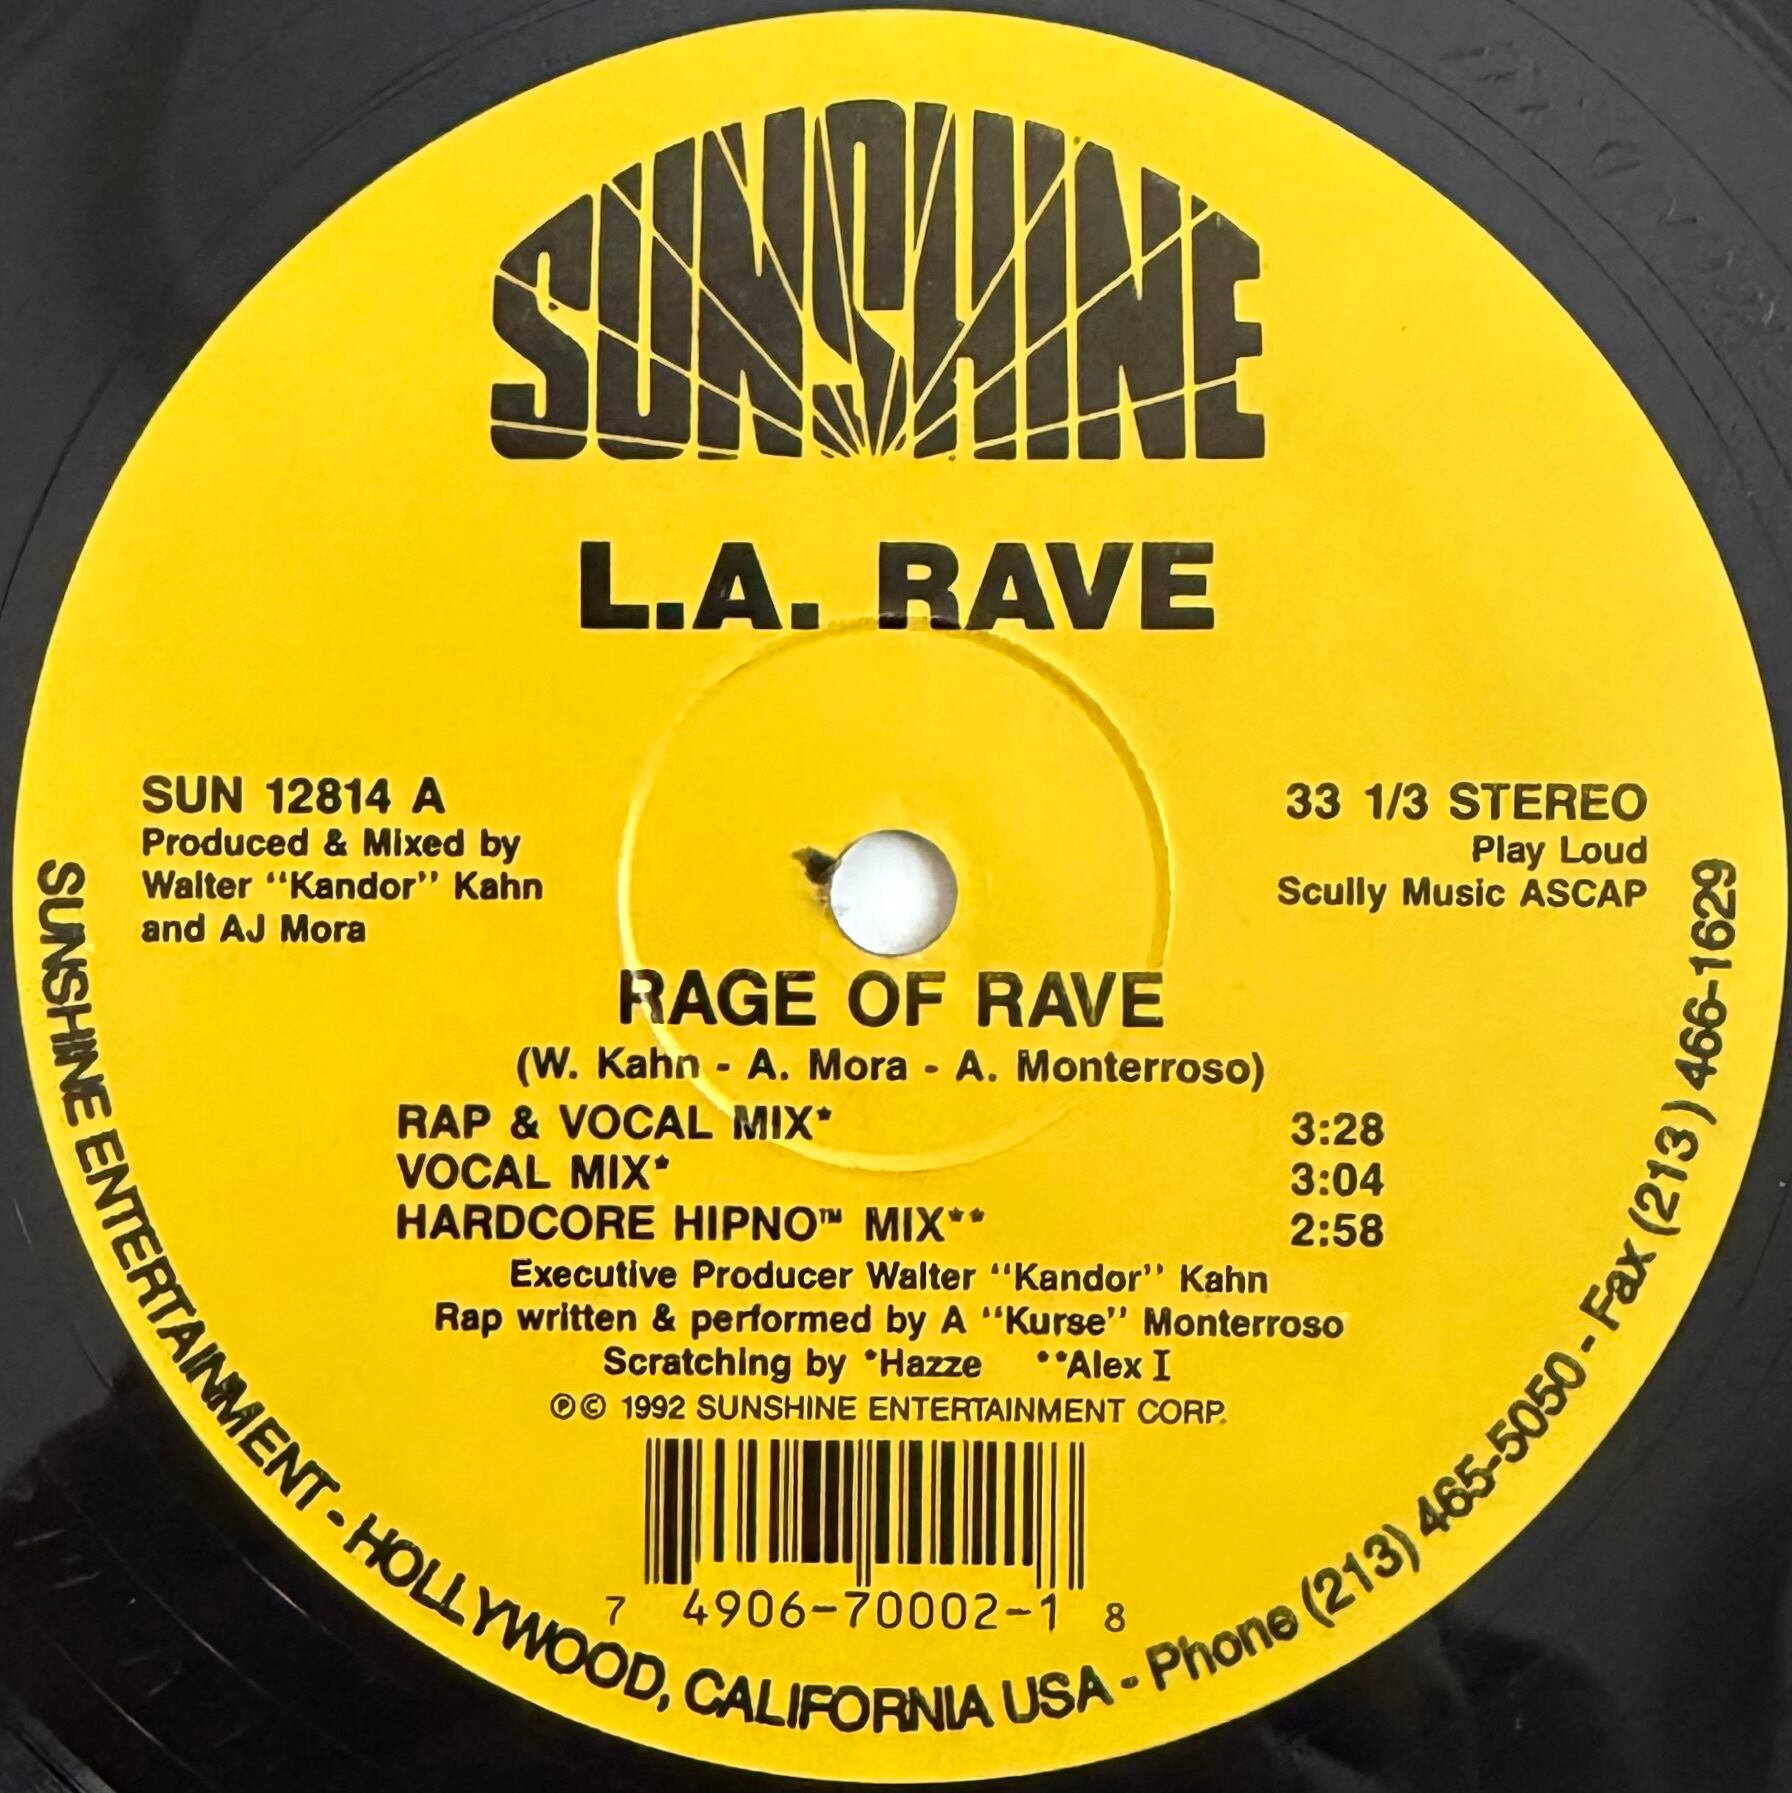 SUNSHINE
L.A. RAVE
SUN 12814 A
Produced & Mixed by
Walter "Kandor" Kahn
and AJ Mora
33 1/3 STEREO
Play Loud
Scully Music ASCAP
RAGE OF RAVE
(W. Kahn - A. Mora - A. Monterroso)
RAP & VOCAL MIX* 3:28
VOCAL MIX* 3:04
HARDCORE HIPNO™ MIX** 2:58
Executive Producer Walter "Kandor" Kahn
Rap written & performed by A "Kurse" Monterroso
Scratching by *Hazze **Alex I
℗© 1992 SUNSHINE ENTERTAINMENT CORP.
7 4906-70002-1 8
SUNSHINE ENTERTAINMENT - HOLLYWOOD, CALIFORNIA USA - Phone (213) 465-5050 - Fax (213) 466-1629